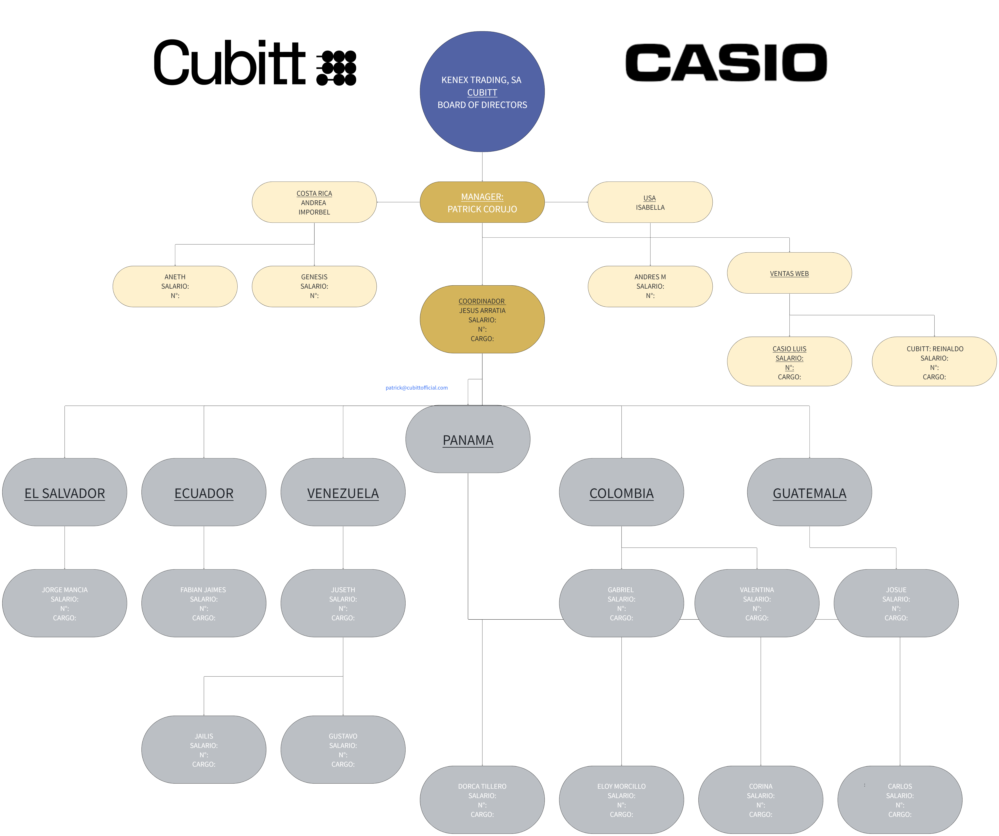 Cubitt
CASIO
KENEX TRADING, SA
CUBITT
BOARD OF DIRECTORS
COSTA RICA
ANDREA
IMPORBEL
MANAGER:
PATRICK CORUJO
USA
ISABELLA
ANETH
SALARIO:
N°:
GENESIS
SALARIO:
N°:
COORDINADOR
JESUS ARRATIA
SALARIO:
N°:
CARGO:
ANDRES M
SALARIO:
N°:
VENTAS WEB
CASIO LUIS
SALARIO:
N°:
CARGO:
CUBITT: REINALDO
SALARIO:
N°:
CARGO:
patrick@cubittofficial.com
PANAMA
EL SALVADOR
ECUADOR
VENEZUELA
COLOMBIA
GUATEMALA
JORGE MANCIA
SALARIO:
N°:
CARGO:
FABIAN JAIMES
SALARIO:
N°:
CARGO:
JUSETH
SALARIO:
N°:
CARGO:
GABRIEL
SALARIO:
N°:
CARGO:
VALENTINA
SALARIO:
N°:
CARGO:
JOSUE
SALARIO:
N°:
CARGO:
JAILIS
SALARIO:
N°:
CARGO:
GUSTAVO
SALARIO:
N°:
CARGO:
DORCA TILLERO
SALARIO:
N°:
CARGO:
ELOY MORCILLO
SALARIO:
N°:
CARGO:
CORINA
SALARIO:
N°:
CARGO:
:
CARLOS
SALARIO:
N°:
CARGO: